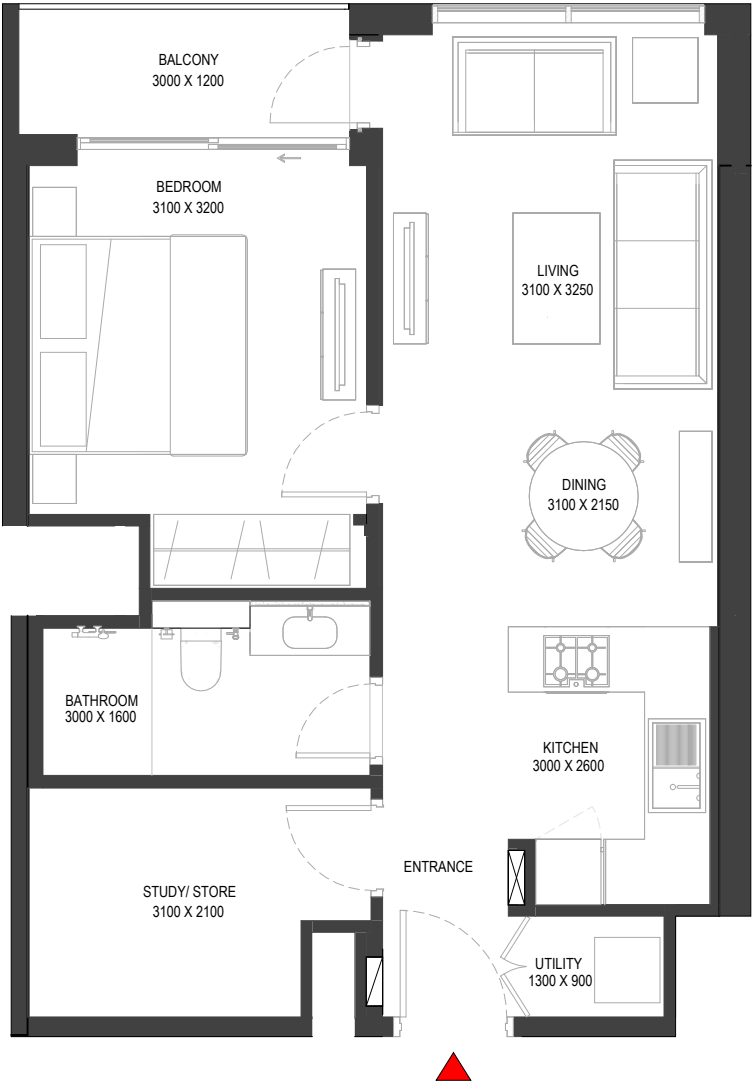 BALCONY
3000 X 1200
BEDROOM
3100 X 3200
LIVING
3100 X 3250
DINING
3100 X 2150
BATHROOM
3000 X 1600
KITCHEN
3000 X 2600
ENTRANCE
STUDY/ STORE
3100 X 2100
UTILITY
1300 X 900